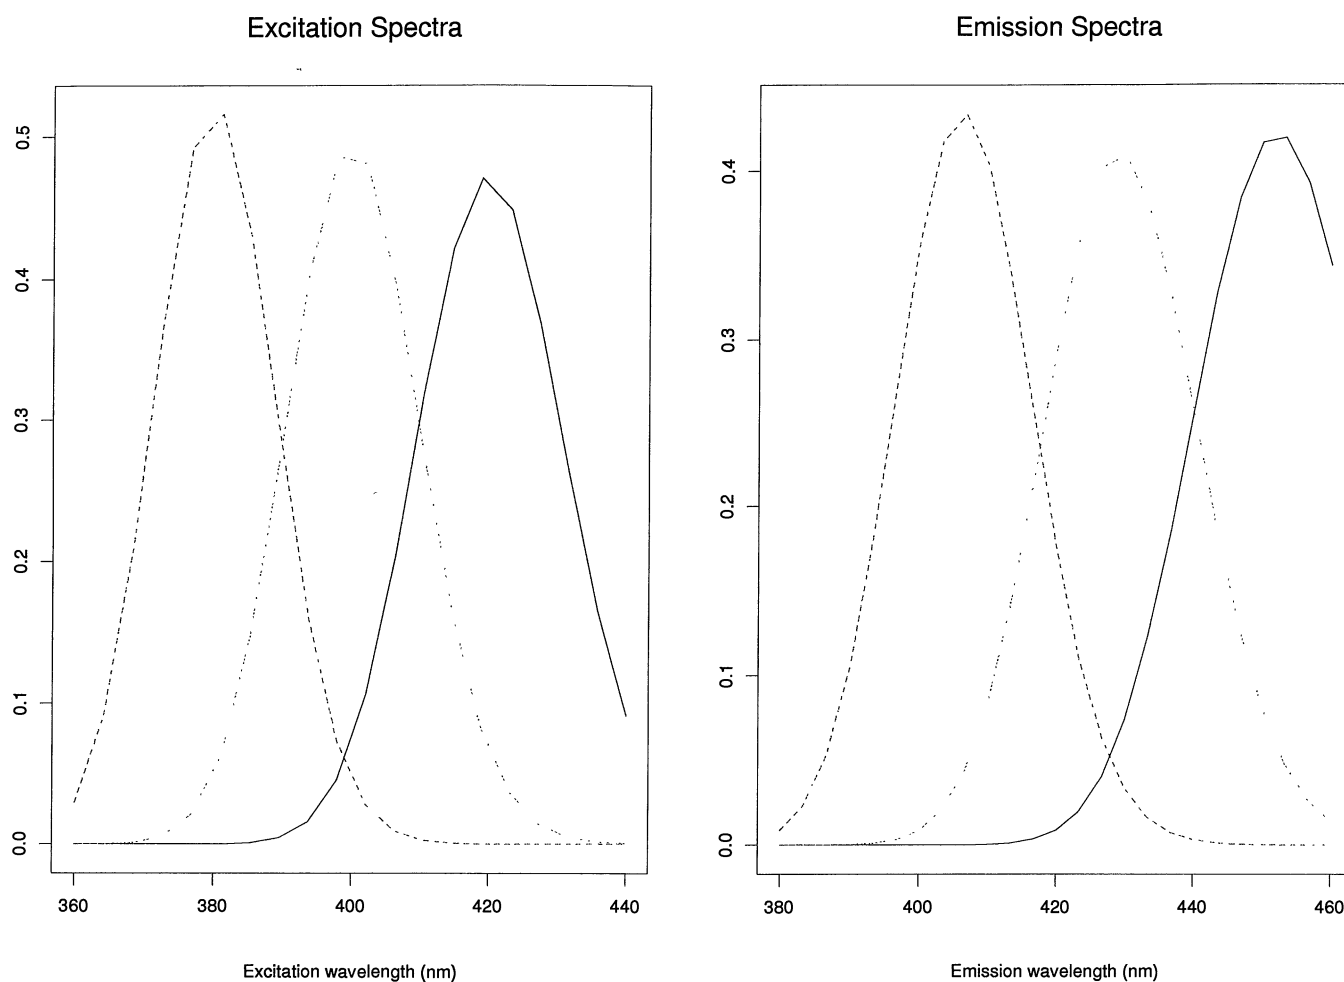 Excitation Spectra
0.5
0.4
0.3
0.2
0.1
0.0
360 380 400 420 440
Excitation wavelength (nm)
Emission Spectra
0.4
0.3
0.2
0.1
0.0
380 400 420 440 460
Emission wavelength (nm)